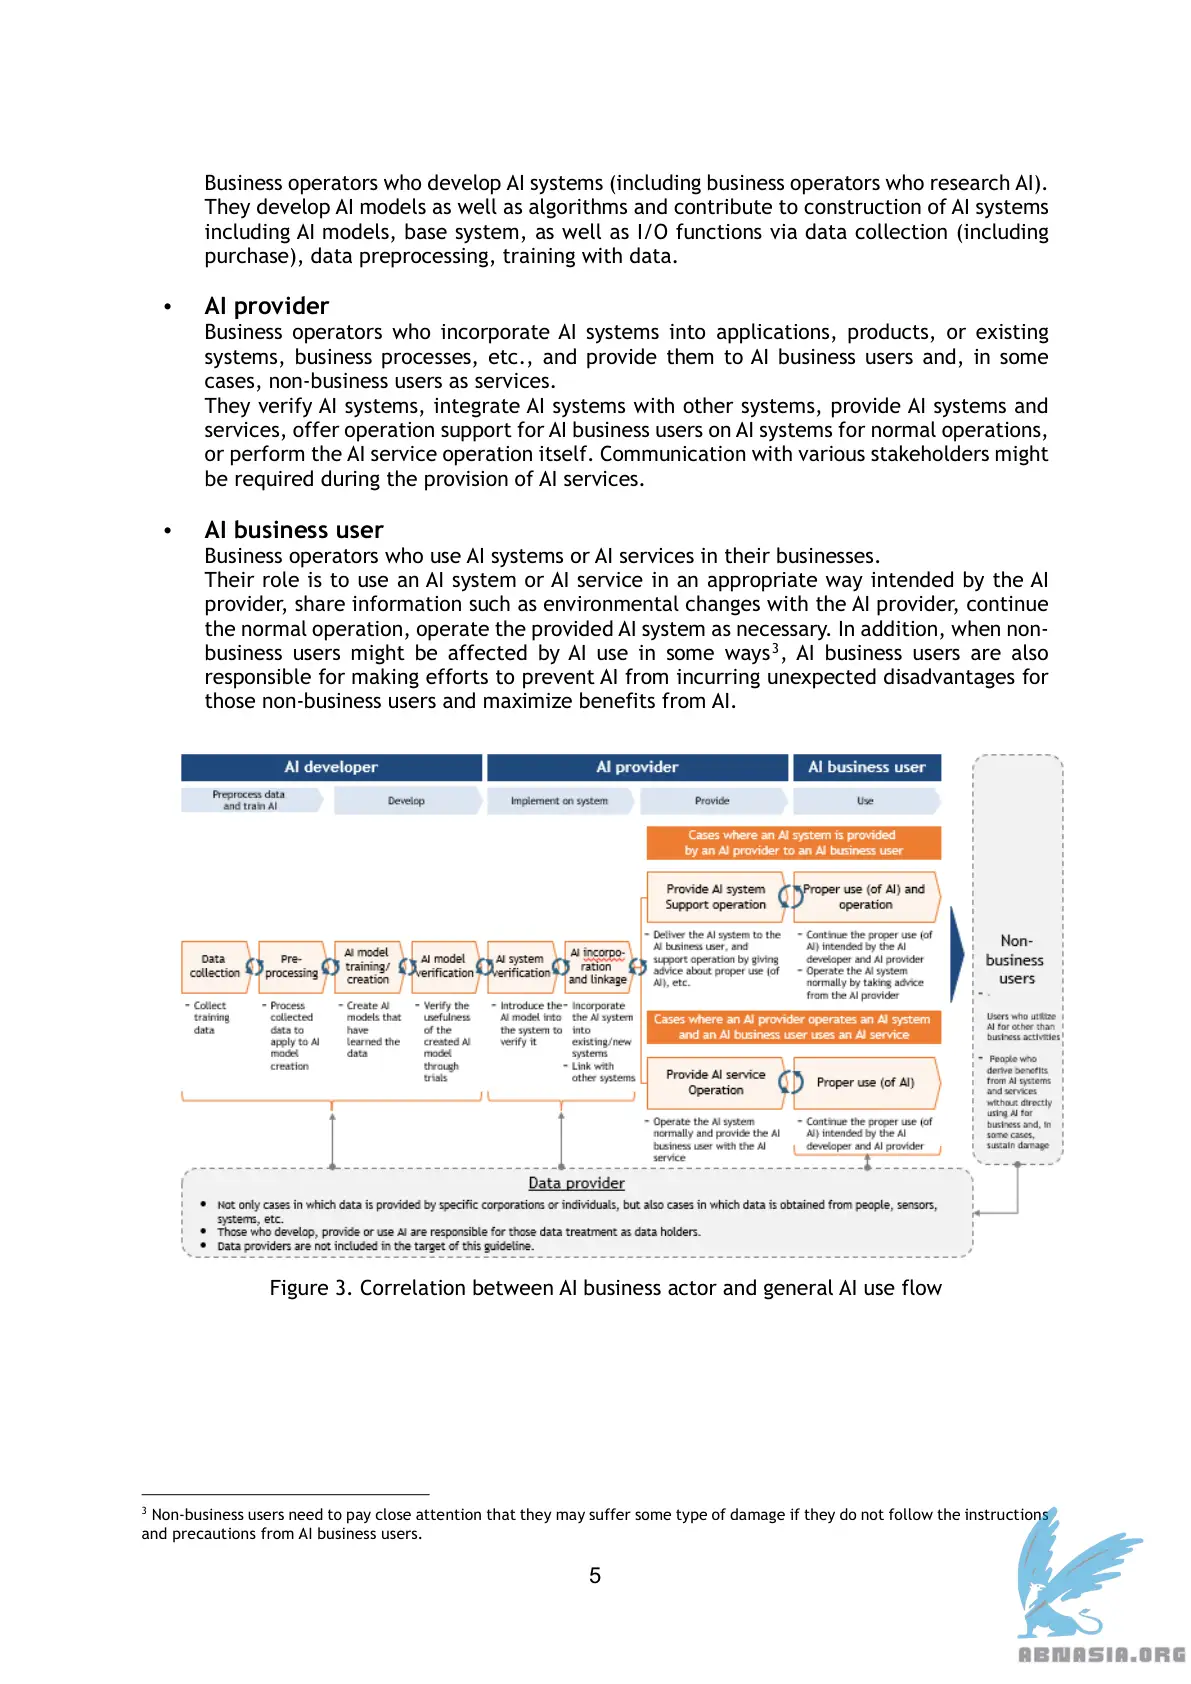 Business operators who develop AI systems (including business operators who research AI).
They develop AI models as well as algorithms and contribute to construction of AI systems
including AI models, base system, as well as I/O functions via data collection (including
purchase), data preprocessing, training with data.
• AI provider
Business operators who incorporate AI systems into applications, products, or existing
systems, business processes, etc., and provide them to AI business users and, in some
cases, non-business users as services.
They verify AI systems, integrate AI systems with other systems, provide AI systems and
services, offer operation support for AI business users on AI systems for normal operations,
or perform the AI service operation itself. Communication with various stakeholders might
be required during the provision of AI services.
• AI business user
Business operators who use AI systems or AI services in their businesses.
Their role is to use an AI system or AI service in an appropriate way intended by the AI
provider, share information such as environmental changes with the AI provider, continue
the normal operation, operate the provided AI system as necessary. In addition, when non-
business users might be affected by AI use in some ways3, AI business users are also
responsible for making efforts to prevent AI from incurring unexpected disadvantages for
those non-business users and maximize benefits from AI.
AI developer
AI provider
AI business user
Preprocess data
and train AI
Develop
Implement on system
Provide
Use
Cases where an AI system is provided
by an AI provider to an AI business user
Provide AI system
Support operation
Proper use (of AI) and
operation
- Deliver the AI system to the
AI business user, and
support operation by giving
advice about proper use (of
AI), etc.
- Continue the proper use (of
AI) intended by the AI
developer and AI provider
- Operate the AI system
normally by taking advice
from the AI provider
Data
collection
Pre-
processing
AI model
training/
creation
AI model
verification
AI system
verification
AI incorpo-
ration
and linkage
- Collect
training
data
- Process
collected
data to
apply to AI
model
creation
- Create AI
models that
have
learned the
data
- Verify the
usefulness
of the
created AI
model
through
trials
- Introduce the
AI model into
the system to
verify it
- Incorporate
the AI system
into
existing/new
systems
- Link with
other systems
Cases where an AI provider operates an AI system
and an AI business user uses an AI service
Provide AI service
Operation
Proper use (of AI)
- Operate the AI system
normally and provide the AI
business user with the AI
service
- Continue the proper use (of
AI) intended by the AI
developer and AI provider
Non-
business
users
- .
Users who utilize
AI for other than
business activities
- People who
derive benefits
from AI systems
and services
without directly
using AI for
business and, in
some cases,
sustain damage
Data provider
• Not only cases in which data is provided by specific corporations or individuals, but also cases in which data is obtained from people, sensors,
systems, etc.
• Those who develop, provide or use AI are responsible for those data treatment as data holders.
• Data providers are not included in the target of this guideline.
Figure 3. Correlation between AI business actor and general AI use flow
3 Non-business users need to pay close attention that they may suffer some type of damage if they do not follow the instructions
and precautions from AI business users.
5
ABNASIA.ORG